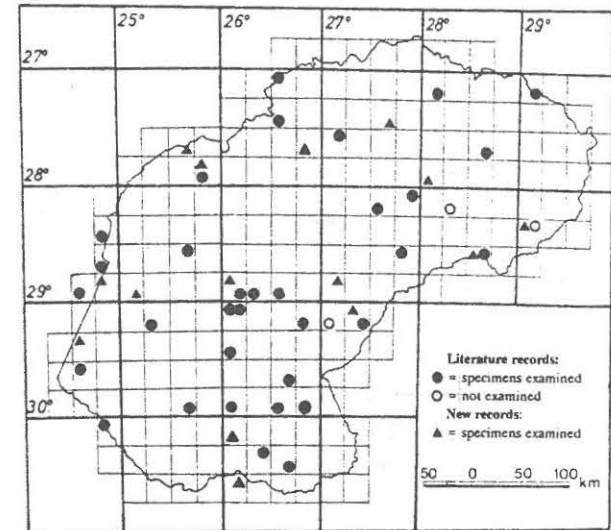 25° 26° 27° 28° 29°
27°
28°
29°
30°
Literature records:
● = specimens examined
○ = not examined
New records:
▲ = specimens examined
50 0 50 100 km